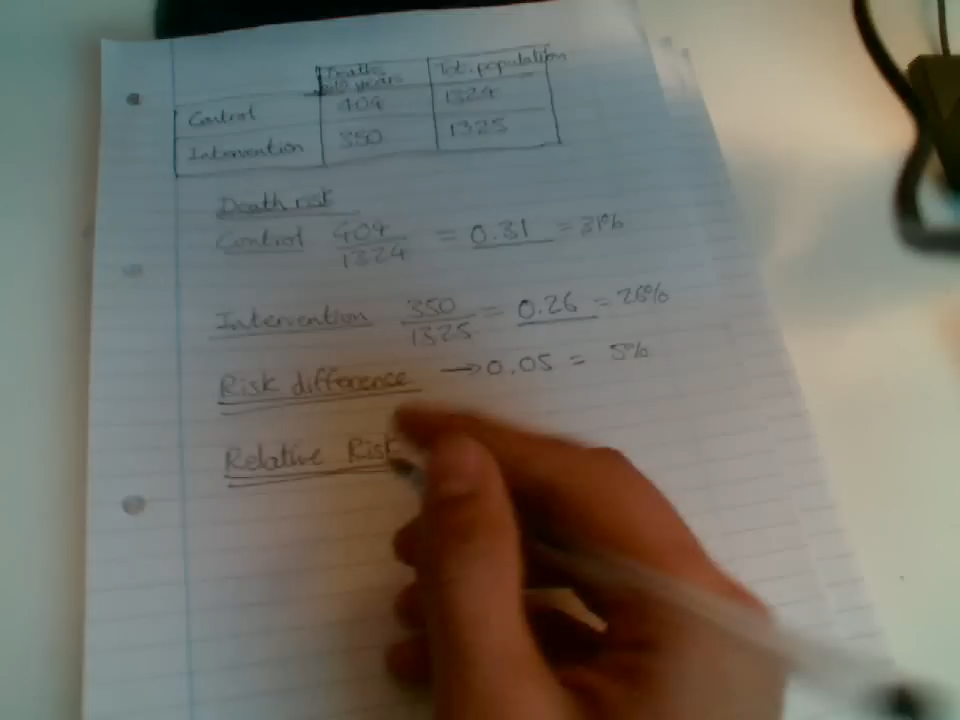 Deaths Tot. population
years
Control 404 1324
Intervention 350 1325
Death risk
Control 404/1324 = 0.31 = 31%
Intervention 350/1325 = 0.26 = 26%
Risk difference → 0.05 = 5%
Relative Risk